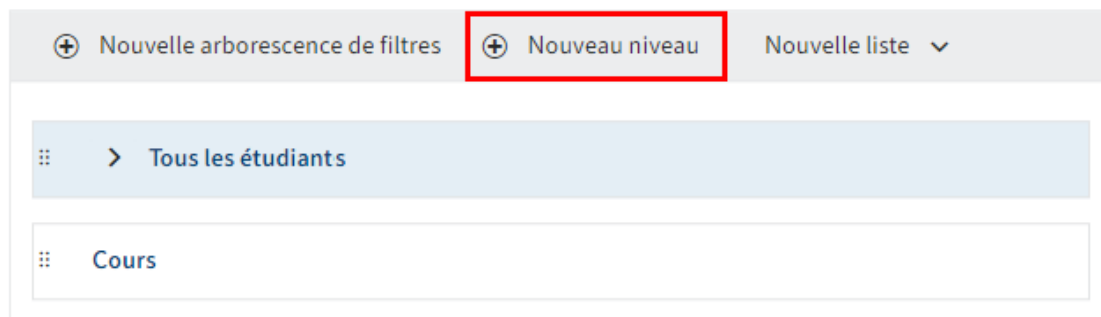 Nouvelle arborescence de filtres Nouveau niveau Nouvelle liste
Tous les étudiants
Cours